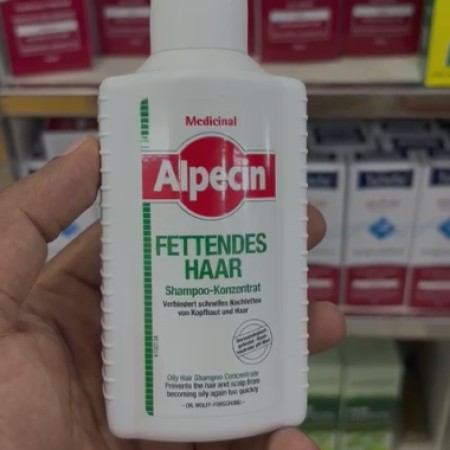 Medicinal
Alpecin
FETTENDES
HAAR
Shampoo-Konzentrat
Verhindert schnelles Nachfetten
von Kopfhaut und Haar
Oily Hair Shampoo Concentrate
Prevents the hair and scalp from
becoming oily again too quickly
- DR. WOLFF-FORSCHUNG -